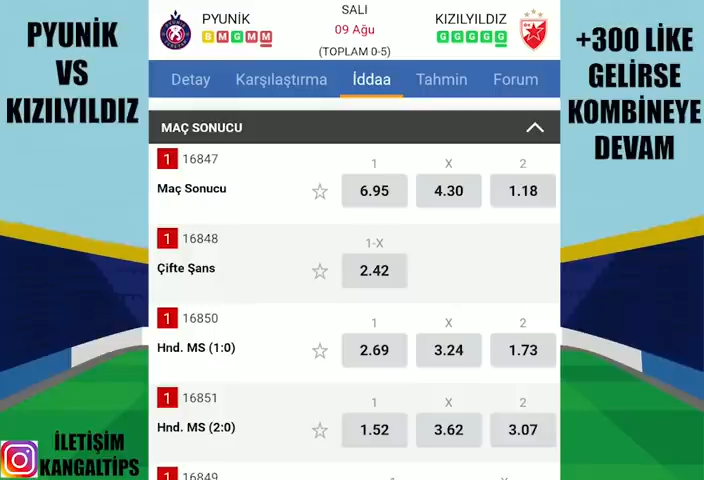 PYUNİK
VS
KIZILYILDIZ
PYUNİK
B M G M M
SALI
09 Ağu
(TOPLAM 0-5)
KIZILYILDIZ
G G G G G
+300 LİKE
GELİRSE
KOMBİNEYE
DEVAM
Detay Karşılaştırma İddaa Tahmin Forum
MAÇ SONUCU
1 16847 1 X 2
Maç Sonucu 6.95 4.30 1.18
1 16848 1-X
Çifte Şans 2.42
1 16850 1 X 2
Hnd. MS (1:0) 2.69 3.24 1.73
1 16851 1 X 2
Hnd. MS (2:0) 1.52 3.62 3.07
1 16849 1 X 2
İLETİŞİM
KANGALTİPS